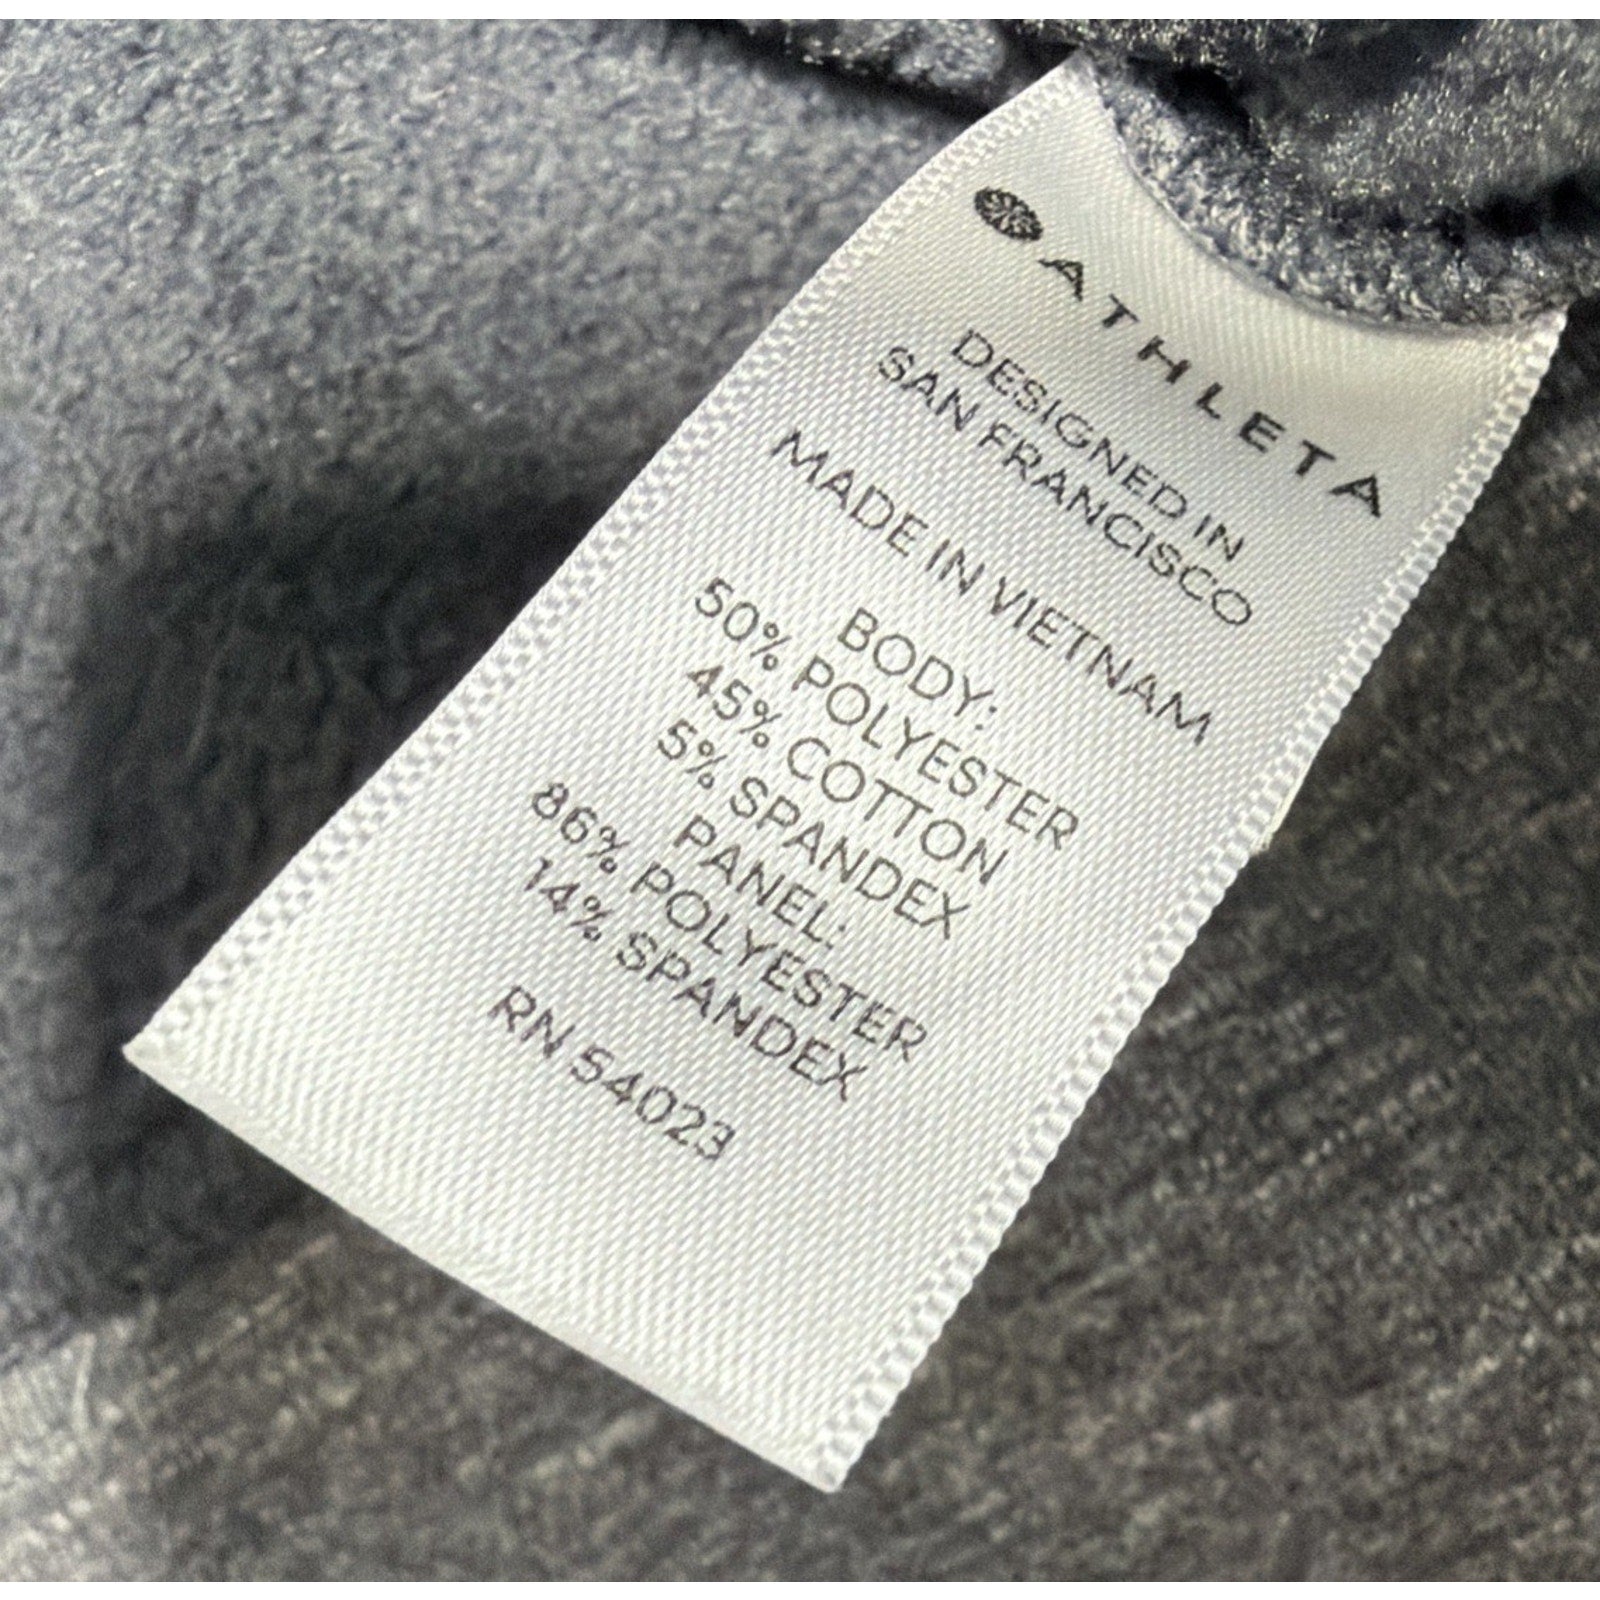 ATHLETA
DESIGNED IN
SAN FRANCISCO
MADE IN VIETNAM
BODY:
50% POLYESTER
45% COTTON
5% SPANDEX
PANEL:
86% POLYESTER
14% SPANDEX
RN 54023